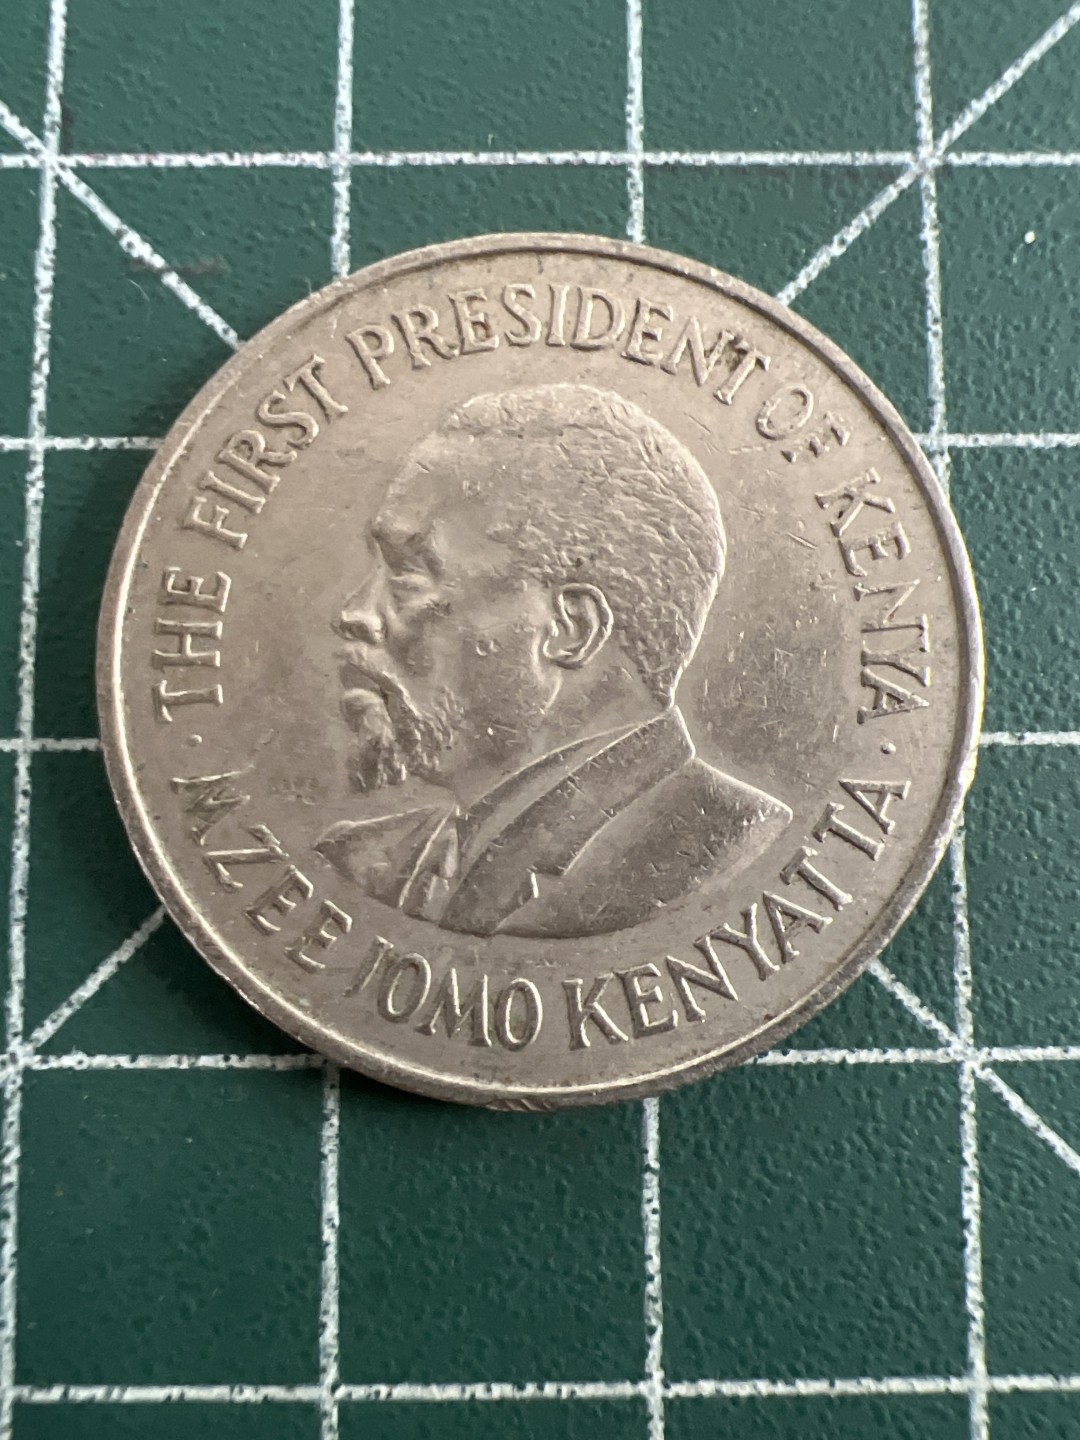 THE FIRST PRESIDENT OF KENYA ·
MZEE JOMO KENYATTA ·